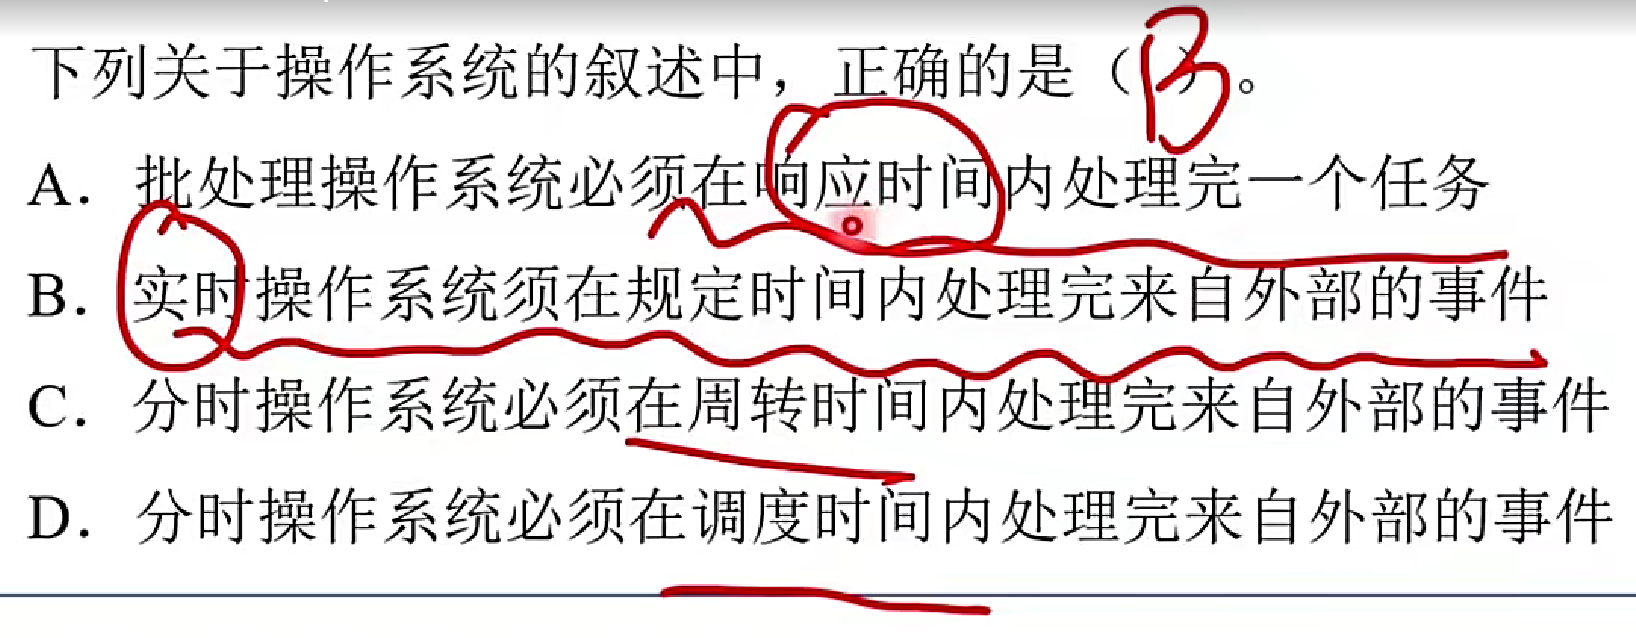 下列关于操作系统的叙述中，正确的是（B）。
A. 批处理操作系统必须在响应时间内处理完一个任务
B. 实时操作系统须在规定时间内处理完来自外部的事件
C. 分时操作系统必须在周转时间内处理完来自外部的事件
D. 分时操作系统必须在调度时间内处理完来自外部的事件